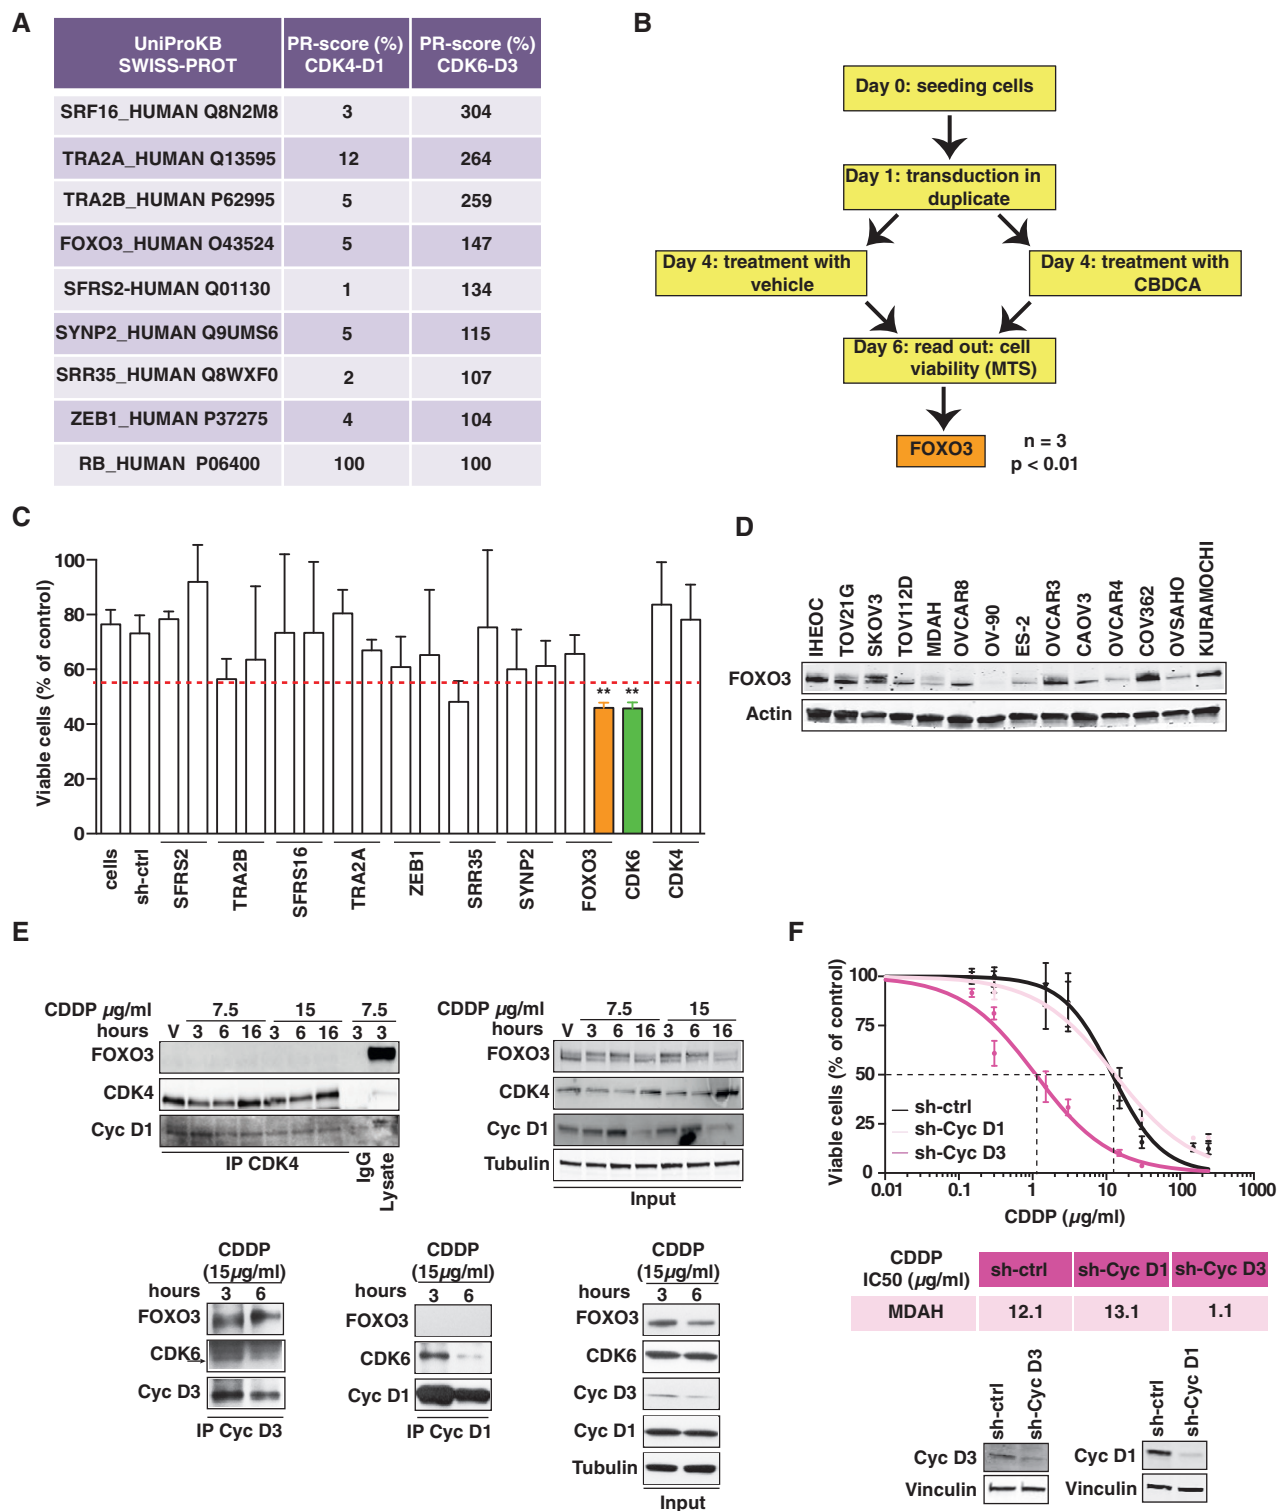 A
UniProKB SWISS-PROT | PR-score (%) CDK4-D1 | PR-score (%) CDK6-D3
SRF16_HUMAN Q8N2M8 3 304
TRA2A_HUMAN Q13595 12 264
TRA2B_HUMAN P62995 5 259
FOXO3_HUMAN O43524 5 147
SFRS2-HUMAN Q01130 1 134
SYNP2_HUMAN Q9UMS6 5 115
SRR35_HUMAN Q8WXF0 2 107
ZEB1_HUMAN P37275 4 104
RB_HUMAN P06400 100 100
B
Day 0: seeding cells
Day 1: transduction in
duplicate
Day 4: treatment with
vehicle
Day 4: treatment with
CBDCA
Day 6: read out: cell
viability (MTS)
FOXO3
n = 3
p < 0.01
C
Viable cells (% of control)
100
80
60
40
20
0
** **
cells
sh-ctrl
SFRS2
TRA2B
SFRS16
TRA2A
ZEB1
SRR35
SYNP2
FOXO3
CDK6
CDK4
D
IHEOC
TOV21G
SKOV3
TOV112D
MDAH
OVCAR8
OV-90
ES-2
OVCAR3
CAOV3
OVCAR4
COV362
OVSAHO
KURAMOCHI
FOXO3
Actin
E
CDDP µg/ml 7.5 15 7.5
hours V 3 6 16 3 6 16 3 3
FOXO3
CDK4
Cyc D1
IP CDK4
IgG
Lysate
CDDP µg/ml 7.5 15
hours V 3 6 16 3 6 16
FOXO3
CDK4
Cyc D1
Tubulin
Input
CDDP
(15µg/ml)
hours 3 6
FOXO3
CDK6
Cyc D3
IP Cyc D3
CDDP
(15µg/ml)
hours 3 6
FOXO3
CDK6
Cyc D1
IP Cyc D1
CDDP
(15µg/ml)
hours 3 6
FOXO3
CDK6
Cyc D3
Cyc D1
Tubulin
Input
F
Viable cells (% of control)
100
75
50
25
0
sh-ctrl
sh-Cyc D1
sh-Cyc D3
0.01 0.1 1 10 100 1000
CDDP (µg/ml)
CDDP IC50 (µg/ml) | sh-ctrl | sh-Cyc D1 | sh-Cyc D3
MDAH 12.1 13.1 1.1
sh-ctrl
sh-Cyc D3
Cyc D3
Vinculin
sh-ctrl
sh-Cyc D1
Cyc D1
Vinculin